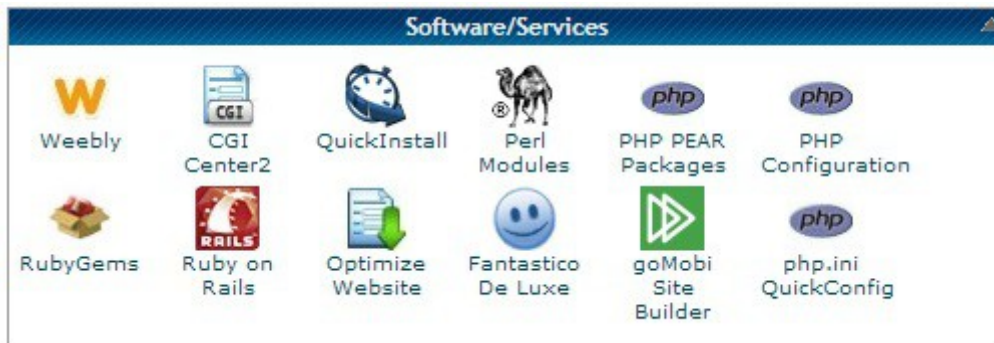 Software/Services
W
CGI
®
php
php
Weebly
CGI
Center2
QuickInstall
Perl
Modules
PHP PEAR
Packages
PHP
Configuration
RAILS
php
RubyGems
Ruby on
Rails
Optimize
Website
Fantastico
De Luxe
goMobi
Site
Builder
php.ini
QuickConfig